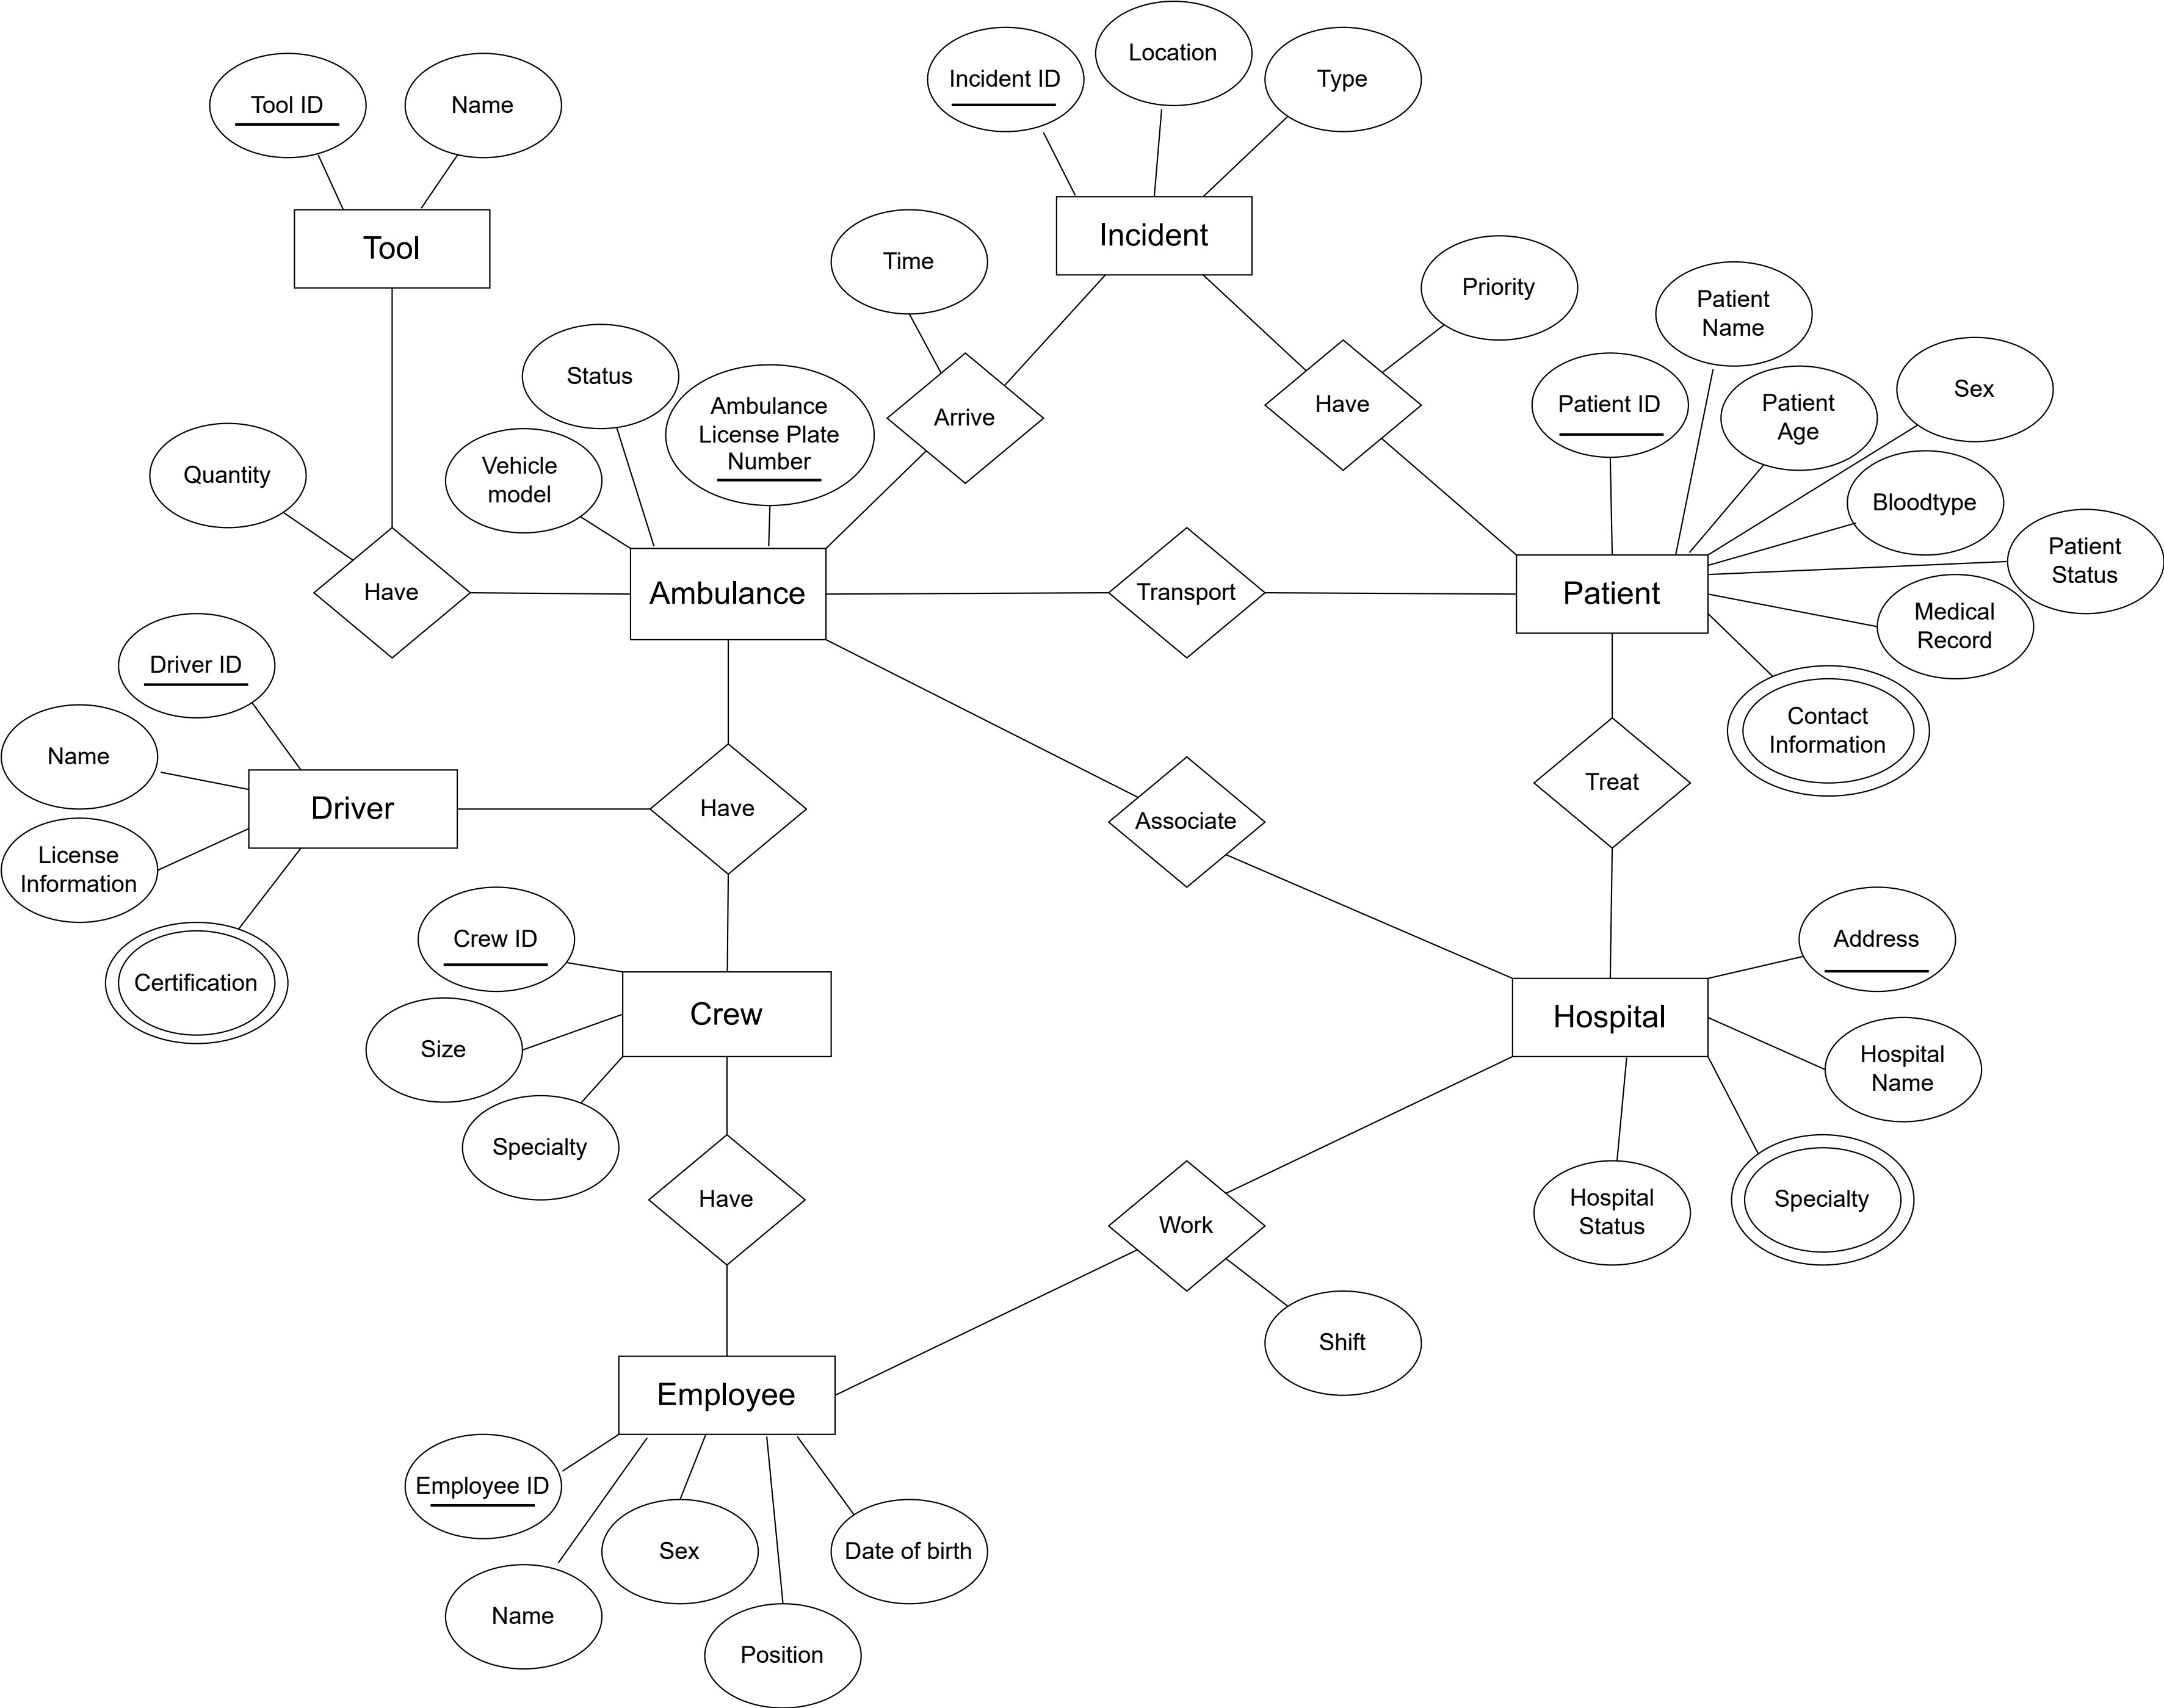 Location
Incident ID
Type
Tool ID
Name
Incident
Tool
Time
Priority
Patient
Name
Status
Ambulance
License Plate
Number
Arrive
Have
Patient ID
Patient
Age
Sex
Quantity
Vehicle
model
Bloodtype
Patient
Status
Have
Ambulance
Transport
Patient
Medical
Record
Driver ID
Contact
Information
Name
Driver
Have
Treat
Associate
License
Information
Certification
Crew ID
Address
Crew
Hospital
Size
Hospital
Name
Specialty
Have
Work
Hospital
Status
Specialty
Shift
Employee
Employee ID
Sex
Date of birth
Name
Position